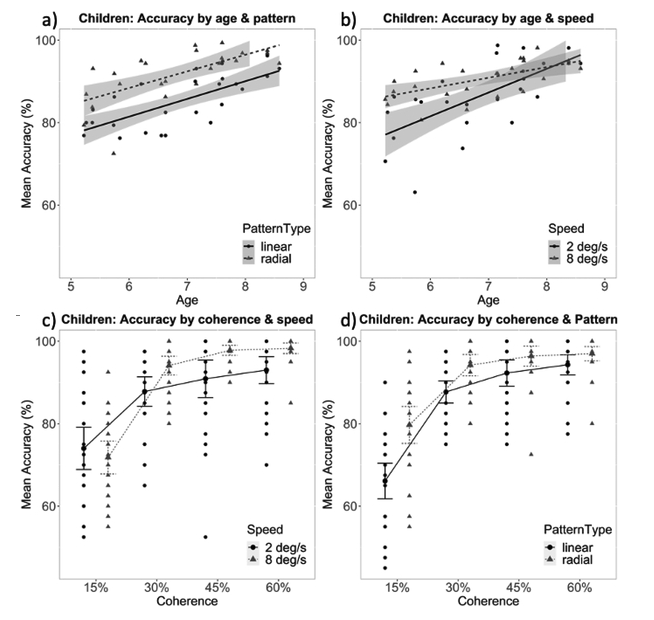 a) Children: Accuracy by age & pattern
100
80
60
Mean Accuracy (%)
PatternType
linear
radial
5 6 7 8 9
Age
b) Children: Accuracy by age & speed
100
80
60
Mean Accuracy (%)
Speed
2 deg/s
8 deg/s
5 6 7 8 9
Age
c) Children: Accuracy by coherence & speed
100
80
60
Mean Accuracy (%)
Speed
2 deg/s
8 deg/s
15% 30% 45% 60%
Coherence
d) Children: Accuracy by coherence & Pattern
100
80
60
Mean Accuracy (%)
PatternType
linear
radial
15% 30% 45% 60%
Coherence